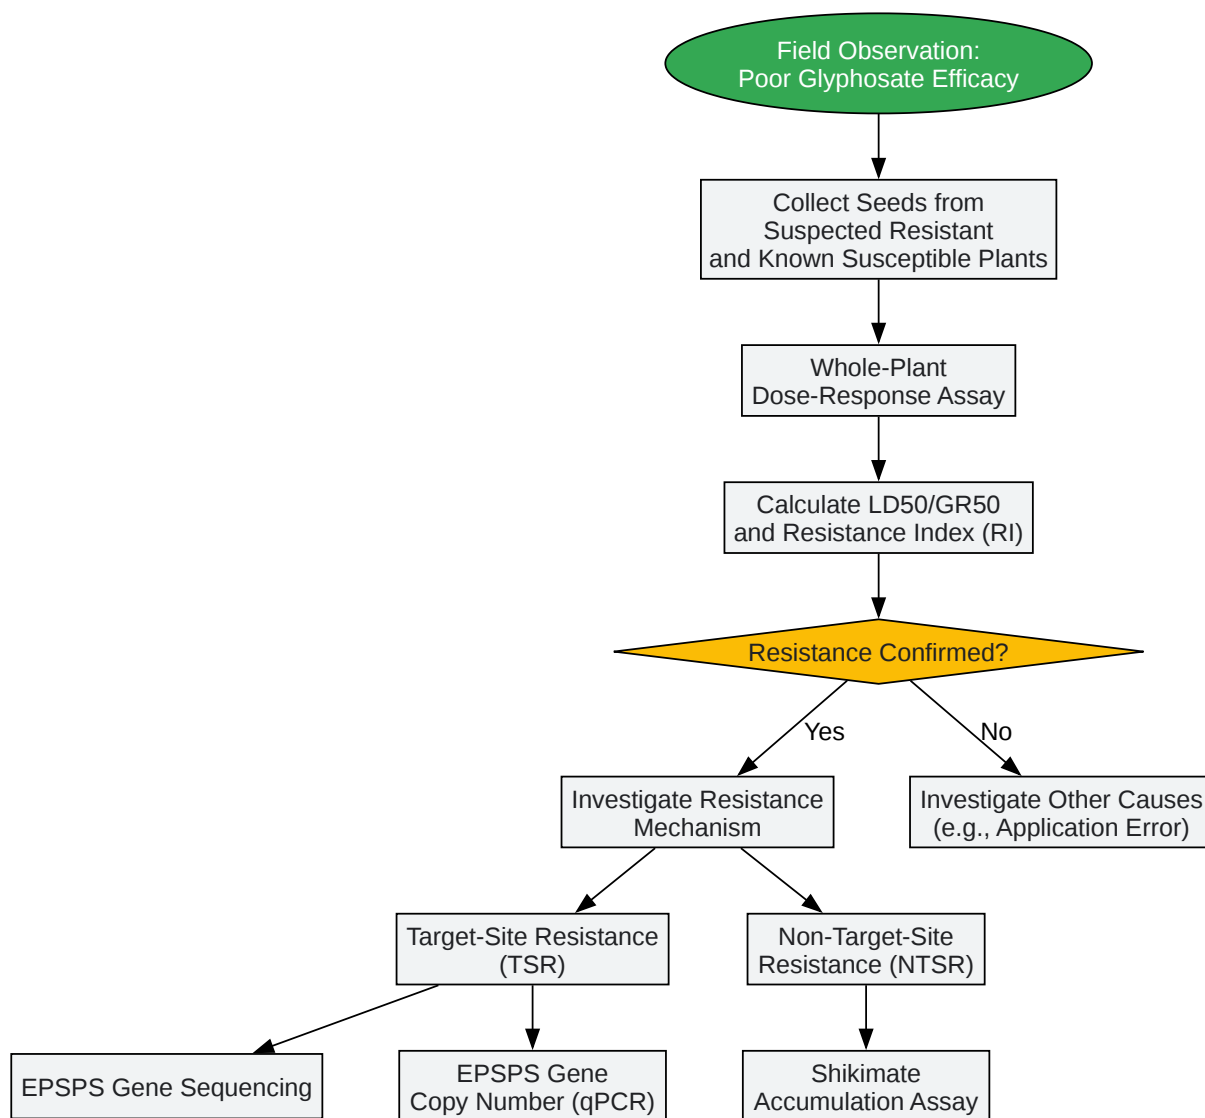 Field Observation:
Poor Glyphosate Efficacy
Collect Seeds from
Suspected Resistant
and Known Susceptible Plants
Whole-Plant
Dose-Response Assay
Calculate LD50/GR50
and Resistance Index (RI)
Resistance Confirmed?
Yes
No
Investigate Resistance
Mechanism
Investigate Other Causes
(e.g., Application Error)
Target-Site Resistance
(TSR)
Non-Target-Site
Resistance (NTSR)
EPSPS Gene Sequencing
EPSPS Gene
Copy Number (qPCR)
Shikimate
Accumulation Assay